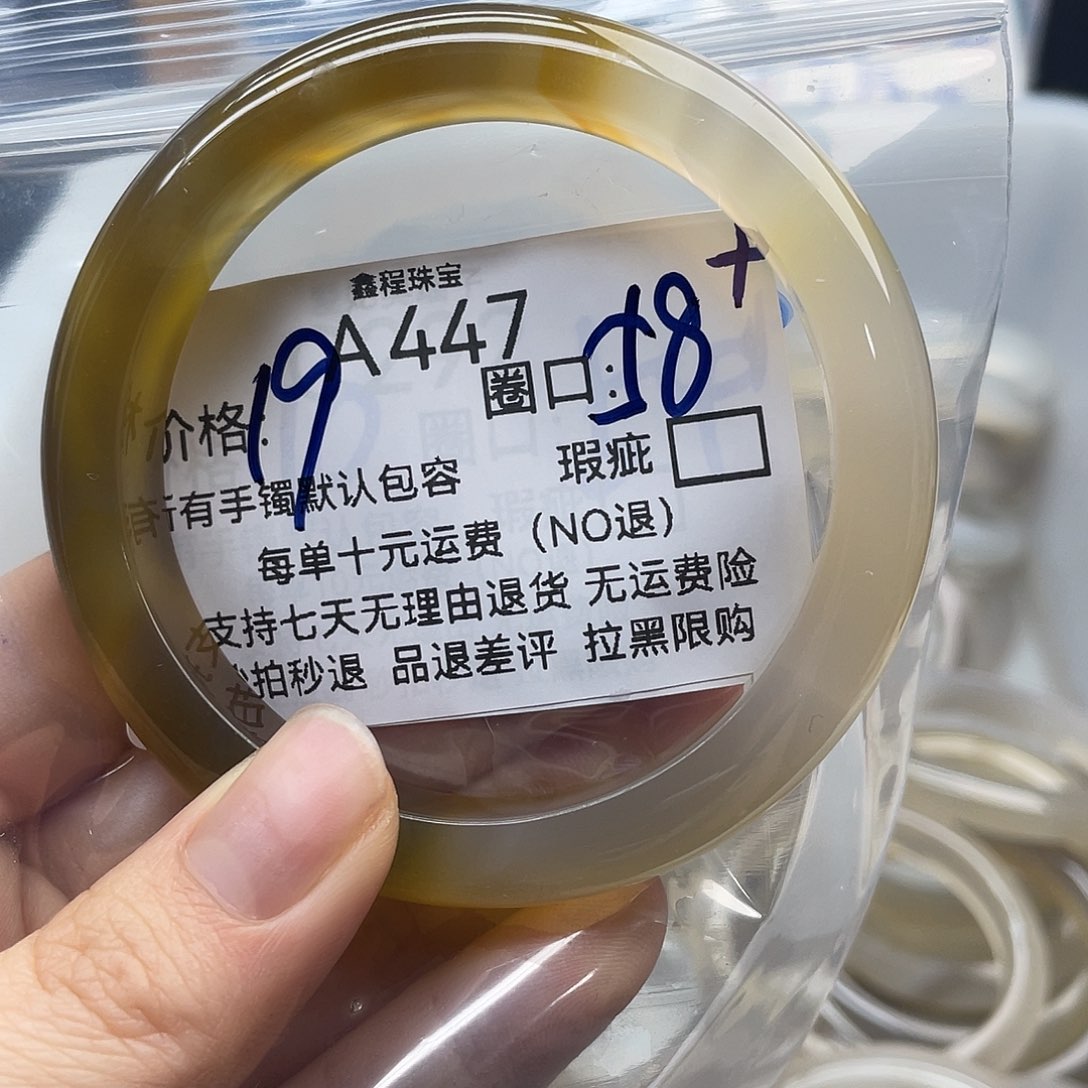 鑫程珠宝
A447
价格: 19 圈口: 58+
所有手镯默认包容 瑕疵
每单十元运费（NO退）
支持七天无理由退货 无运费险
秒拍秒退 品退差评 拉黑限购